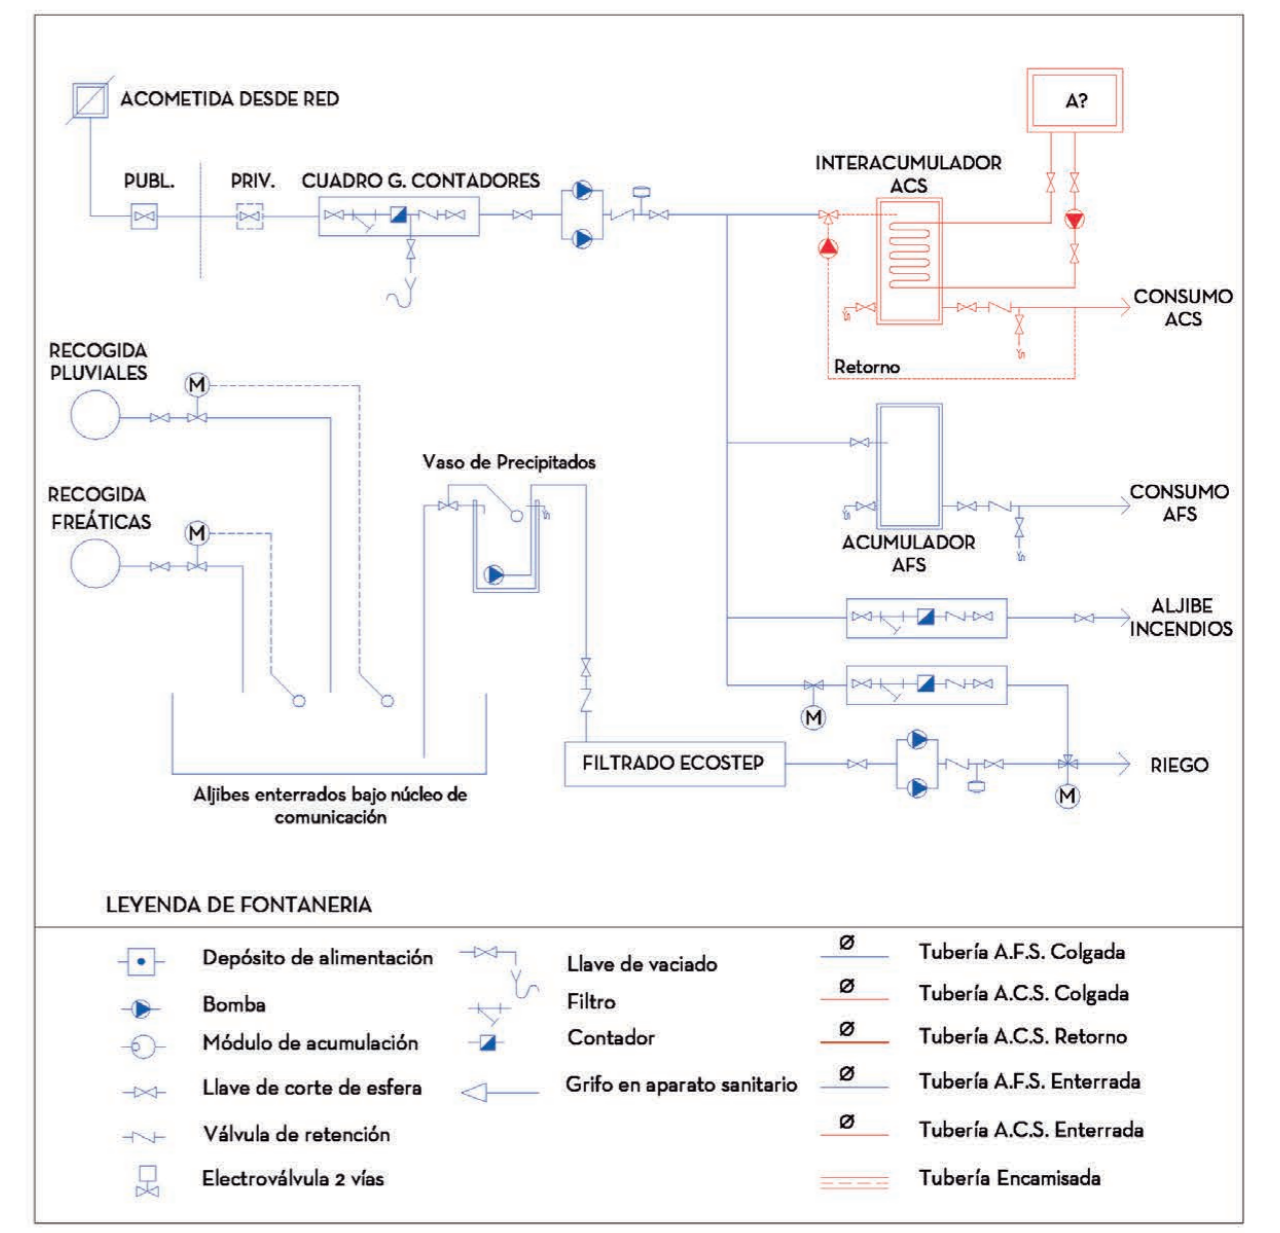 ACOMETIDA DESDE RED
A?
PUBL.
PRIV.
CUADRO G. CONTADORES
INTERACUMULADOR
ACS
CONSUMO
ACS
RECOGIDA
PLUVIALES
M
Retorno
Vaso de Precipitados
RECOGIDA
FREÁTICAS
M
CONSUMO
AFS
ACUMULADOR
AFS
ALJIBE
INCENDIOS
M
FILTRADO ECOSTEP
RIEGO
M
Aljibes enterrados bajo núcleo de
comunicación
LEYENDA DE FONTANERIA
Depósito de alimentación
Bomba
Módulo de acumulación
Llave de corte de esfera
Válvula de retención
Electroválvula 2 vías
Llave de vaciado
Filtro
Contador
Grifo en aparato sanitario
Ø Tubería A.F.S. Colgada
Ø Tubería A.C.S. Colgada
Ø Tubería A.C.S. Retorno
Ø Tubería A.F.S. Enterrada
Ø Tubería A.C.S. Enterrada
Tubería Encamisada